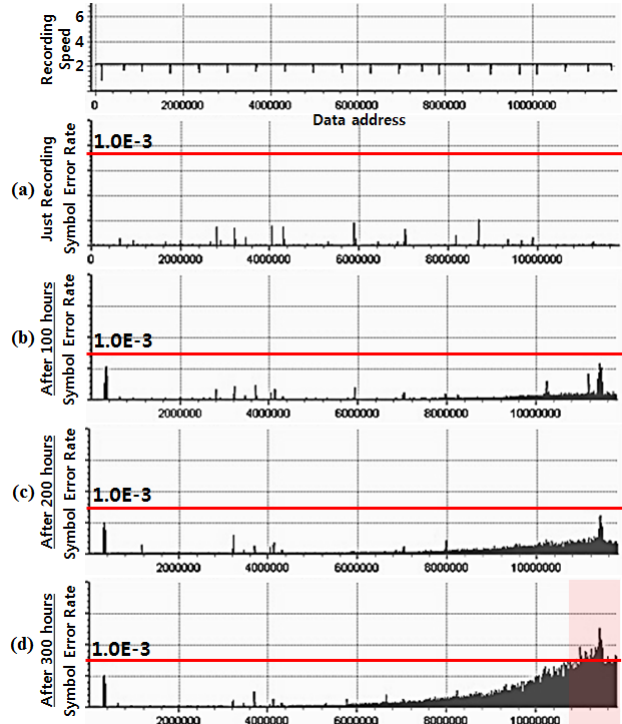 Recording Speed
6
4
2
0 2000000 4000000 6000000 8000000 10000000
Data address
(a)
Just Recording
Symbol Error Rate
1.0E-3
0 2000000 4000000 6000000 8000000 10000000
(b)
After 100 hours
Symbol Error Rate
1.0E-3
0 2000000 4000000 6000000 8000000 10000000
(c)
After 200 hours
Symbol Error Rate
1.0E-3
2000000 4000000 6000000 8000000 10000000
(d)
After 300 hours
Symbol Error Rate
1.0E-3
2000000 4000000 6000000 8000000 10000000